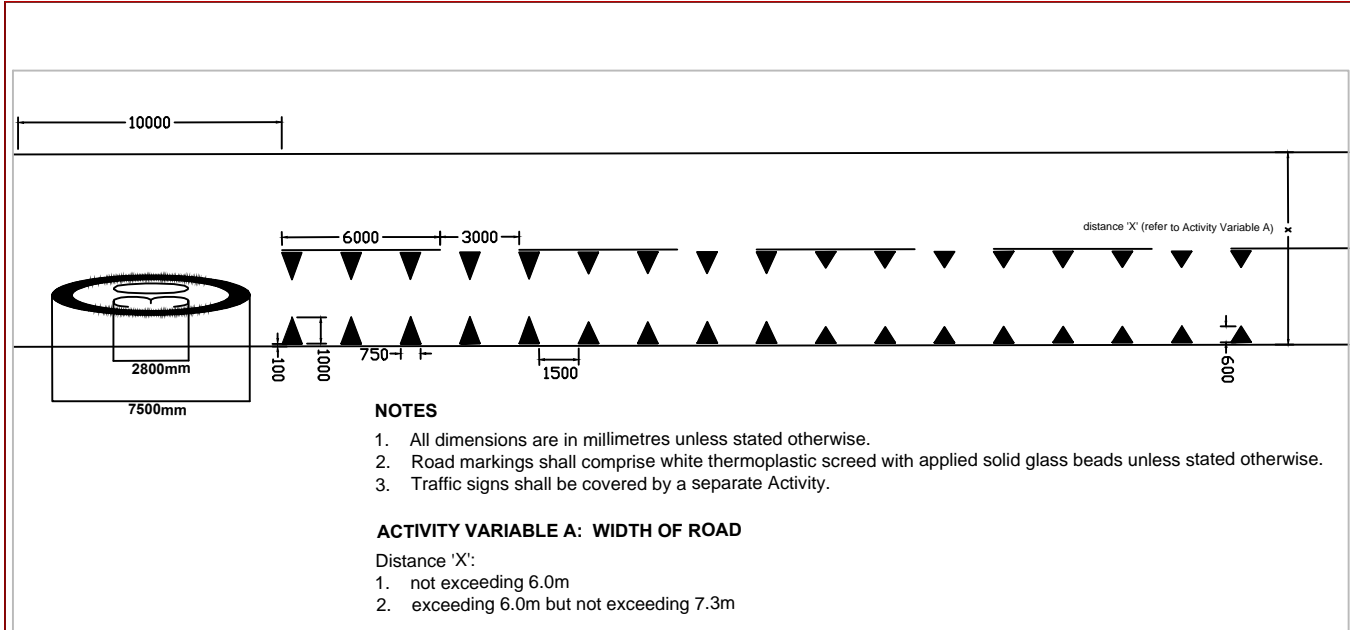 10000
distance 'X' (refer to Activity Variable A)
x
6000
3000
100
1000
750
1500
600
2800mm
7500mm
NOTES
1. All dimensions are in millimetres unless stated otherwise.
2. Road markings shall comprise white thermoplastic screed with applied solid glass beads unless stated otherwise.
3. Traffic signs shall be covered by a separate Activity.
ACTIVITY VARIABLE A: WIDTH OF ROAD
Distance 'X':
1. not exceeding 6.0m
2. exceeding 6.0m but not exceeding 7.3m